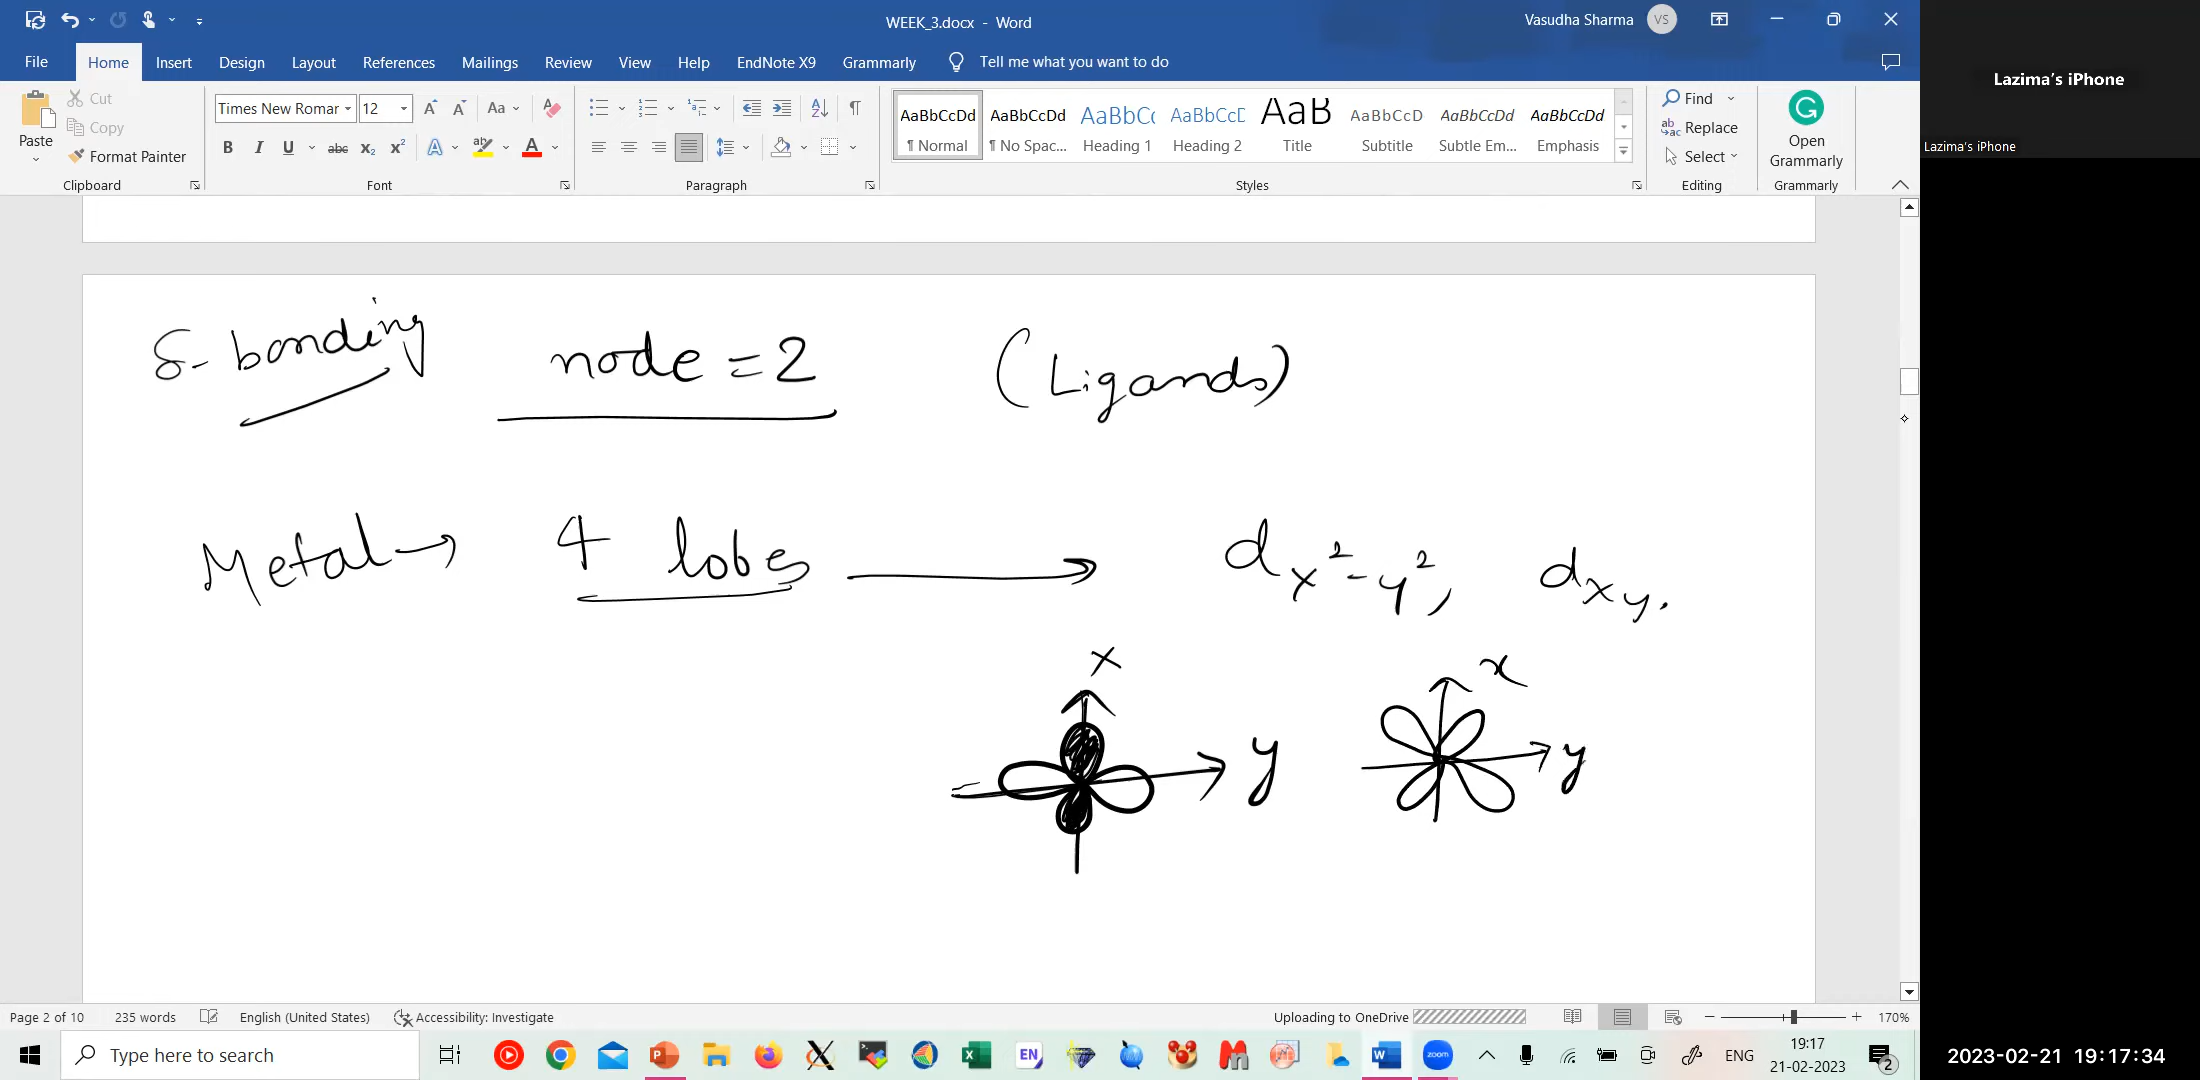 WEEK_3.docx - Word
Vasudha Sharma VS
File Home Insert Design Layout References Mailings Review View Help EndNote X9 Grammarly Tell me what you want to do
Lazima's iPhone
Lazima's iPhone
Paste
Cut
Copy
Format Painter
Clipboard
Times New Roman 12
Font
Paragraph
AaBbCcDd AaBbCcDd AaBbCc AaBbCcD AaB AaBbCcD AaBbCcDd AaBbCcDd
¶ Normal ¶ No Spac... Heading 1 Heading 2 Title Subtitle Subtle Em... Emphasis
Styles
Find
Replace
Select
Editing
Open
Grammarly
Grammarly
δ- bonding node = 2 (Ligands)
Metal → 4 lobes → dx²-y², dxy.
x x
y y
Page 2 of 10 235 words English (United States) Accessibility: Investigate Uploading to OneDrive 170%
Type here to search
EN
zoom
ENG
19:17
21-02-2023
2
2023-02-21 19:17:34